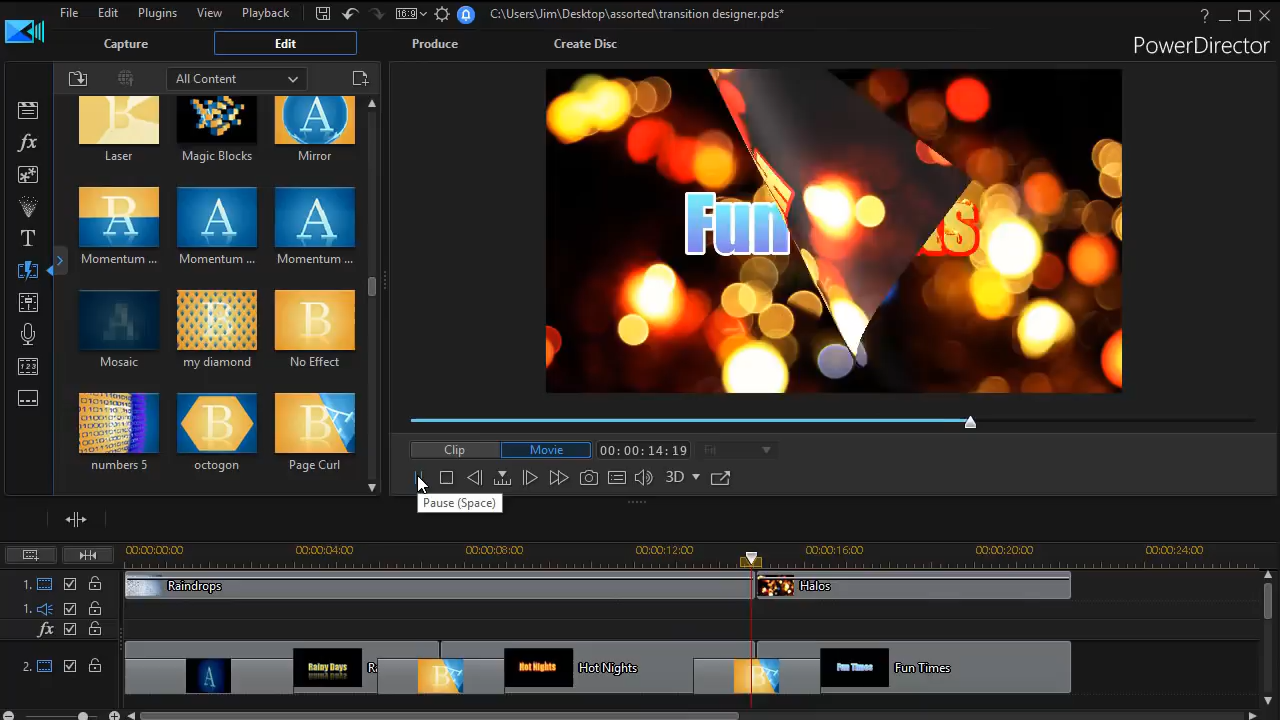 File Edit Plugins View Playback 16:9 C:\Users\Jim\Desktop\assorted\transition designer.pds* ?
Capture Edit Produce Create Disc PowerDirector
All Content
Laser Magic Blocks Mirror
Momentum ... Momentum ... Momentum ...
Mosaic my diamond No Effect
numbers 5 octogon Page Curl
Fun
Clip Movie 00:00:14:19 Fit
3D
Pause (Space)
00:00:00:00 00:00:04:00 00:00:08:00 00:00:12:00 00:00:16:00 00:00:20:00 00:00:24:00
1. Raindrops Halos
1.
fx
2. Rainy Days Hot Nights Hot Nights Fun Times Fun Times